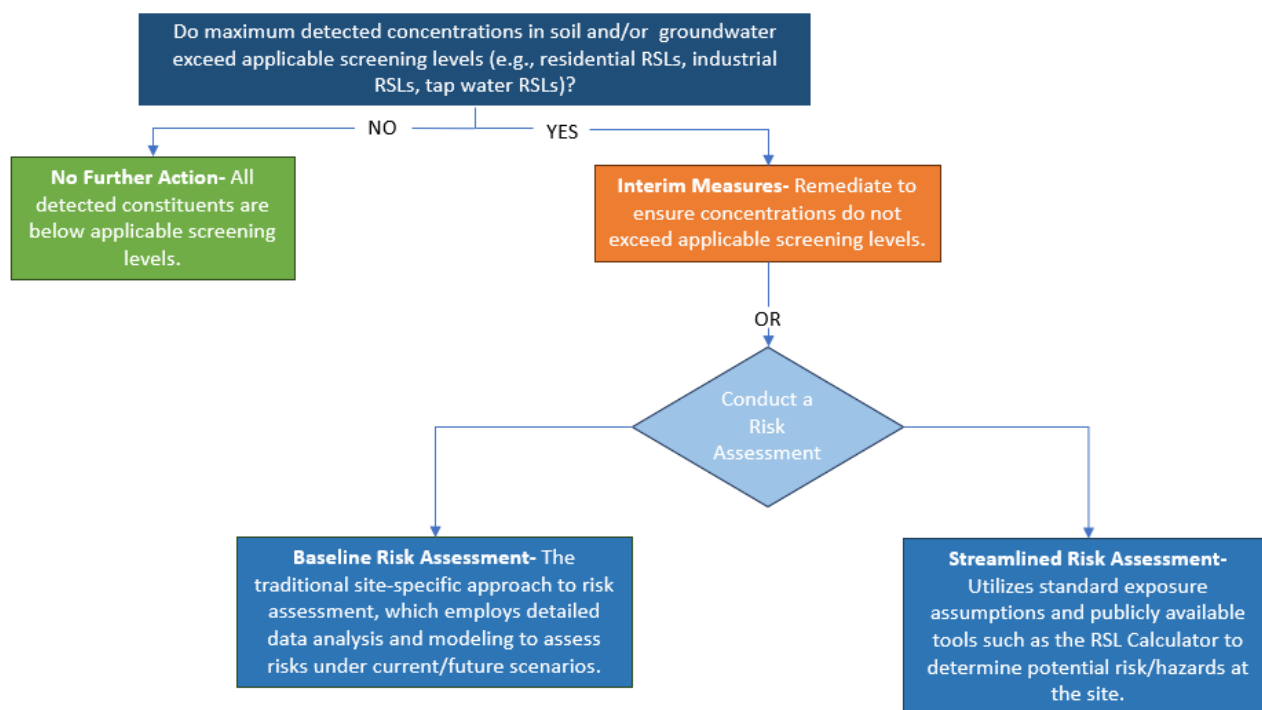 Do maximum detected concentrations in soil and/or groundwater
exceed applicable screening levels (e.g., residential RSLs, industrial
RSLs, tap water RSLs)?
NO
YES
No Further Action- All
detected constituents are
below applicable screening
levels.
Interim Measures- Remediate to
ensure concentrations do not
exceed applicable screening levels.
OR
Conduct a
Risk
Assessment
Baseline Risk Assessment- The
traditional site-specific approach to risk
assessment, which employs detailed
data analysis and modeling to assess
risks under current/future scenarios.
Streamlined Risk Assessment-
Utilizes standard exposure
assumptions and publicly available
tools such as the RSL Calculator to
determine potential risk/hazards at
the site.